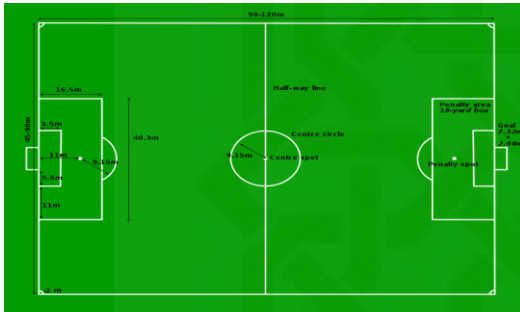 90-120m
16.5m
Half-way line
45-90m
Penalty area
18-yard box
5.5m
40.3m
Centre circle
Goal
7.32m
×
2.44m
11m
9.15m
9.15m
Centre spot
Penalty spot
5.5m
11m
1 m